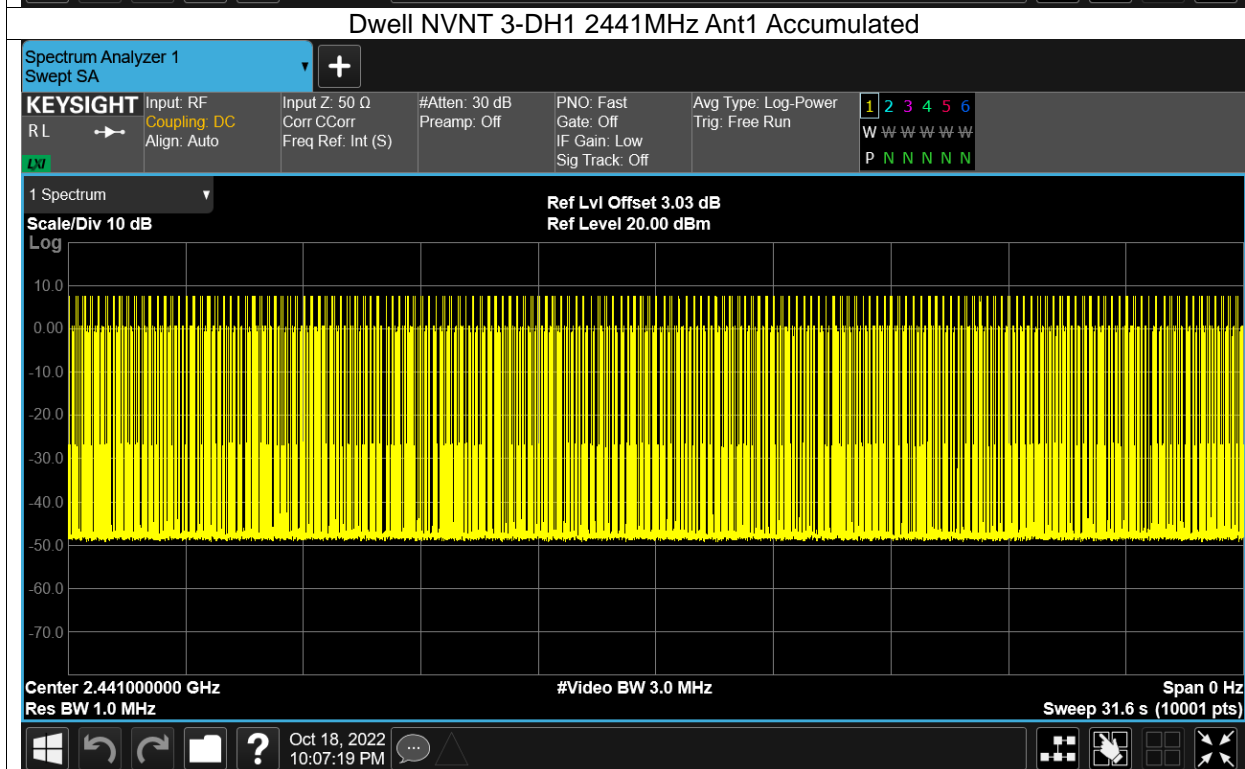 Dwell NVNT 3-DH1 2441MHz Ant1 Accumulated
Spectrum Analyzer 1
Swept SA
KEYSIGHT
R L
LXI
Input: RF
Coupling: DC
Align: Auto
Input Z: 50 Ω
Corr CCorr
Freq Ref: Int (S)
#Atten: 30 dB
Preamp: Off
PNO: Fast
Gate: Off
IF Gain: Low
Sig Track: Off
Avg Type: Log-Power
Trig: Free Run
1 2 3 4 5 6
W W W W W W
P N N N N N
1 Spectrum
Scale/Div 10 dB
Ref Lvl Offset 3.03 dB
Ref Level 20.00 dBm
Log
10.0
0.00
-10.0
-20.0
-30.0
-40.0
-50.0
-60.0
-70.0
Center 2.441000000 GHz
#Video BW 3.0 MHz
Span 0 Hz
Res BW 1.0 MHz
Sweep 31.6 s (10001 pts)
?
Oct 18, 2022
10:07:19 PM